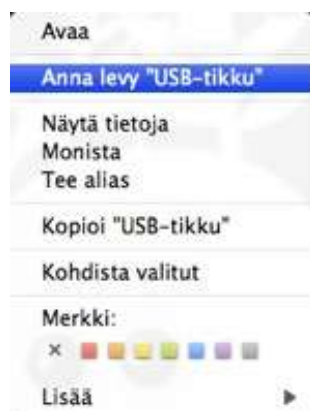 Avaa
Anna levy "USB-tikku"
Näytä tietoja
Monista
Tee alias
Kopioi "USB-tikku"
Kohdista valitut
Merkki:
Lisää